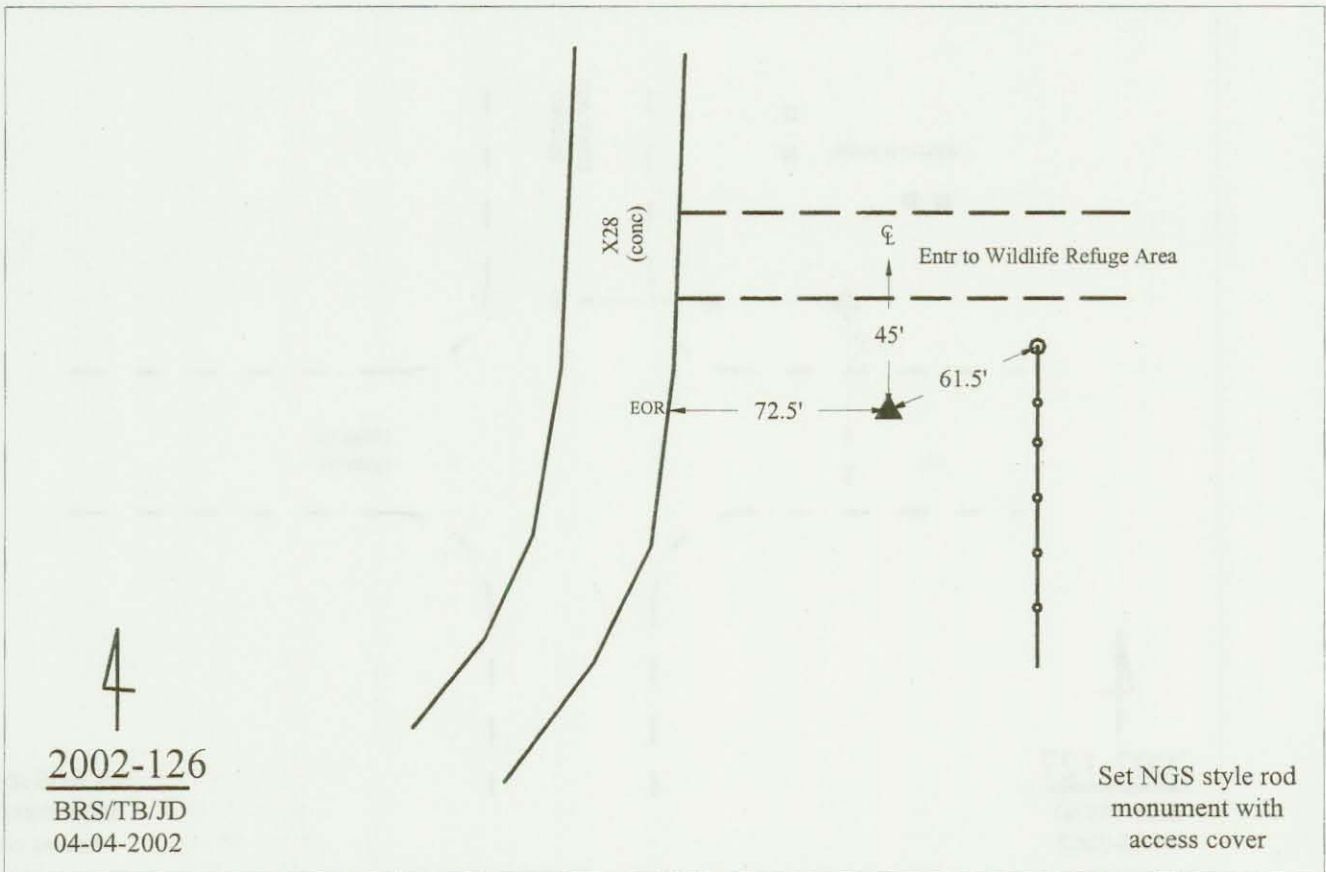 X28
(conc)
℄
Entr to Wildlife Refuge Area
45'
61.5'
EOR
72.5'
2002-126
BRS/TB/JD
04-04-2002
Set NGS style rod
monument with
access cover